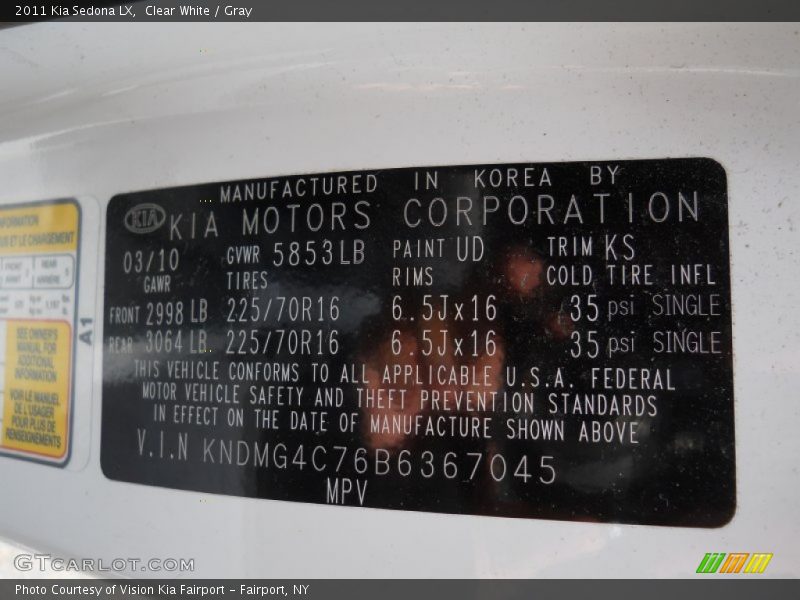 2011 Kia Sedona LX, Clear White / Gray
MANUFACTURED IN KOREA BY
KIA KIA MOTORS CORPORATION
03/10 GVWR 5853LB PAINT UD TRIM KS
GAWR TIRES RIMS COLD TIRE INFL
FRONT 2998 LB 225/70R16 6.5Jx16 35 psi SINGLE
REAR 3064 LB 225/70R16 6.5Jx16 35 psi SINGLE
THIS VEHICLE CONFORMS TO ALL APPLICABLE U.S.A. FEDERAL
MOTOR VEHICLE SAFETY AND THEFT PREVENTION STANDARDS
IN EFFECT ON THE DATE OF MANUFACTURE SHOWN ABOVE
V.I.N KNDMG4C76B6367045
MPV
A1
SEE OWNER'S
MANUAL FOR
ADDITIONAL
INFORMATION
VOIR LE MANUEL
DE L'USAGER
POUR PLUS DE
RENSEIGNEMENTS
GTCARLOT.COM
Photo Courtesy of Vision Kia Fairport – Fairport, NY